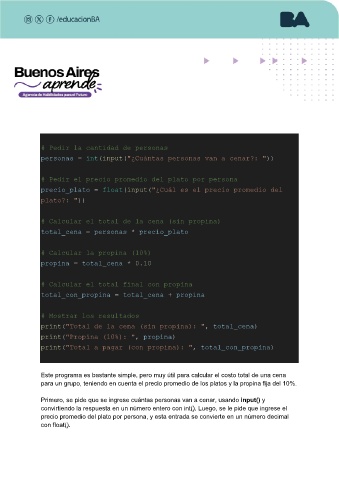 /educacionBA
BA
Buenos Aires
aprende
Agencia de Habilidades para el Futuro
# Pedir la cantidad de personas
personas = int(input("¿Cuántas personas van a cenar?: "))
# Pedir el precio promedio del plato por persona
precio_plato = float(input("¿Cuál es el precio promedio del
plato?: "))
# Calcular el total de la cena (sin propina)
total_cena = personas * precio_plato
# Calcular la propina (10%)
propina = total_cena * 0.10
# Calcular el total final con propina
total_con_propina = total_cena + propina
# Mostrar los resultados
print("Total de la cena (sin propina): ", total_cena)
print("Propina (10%): ", propina)
print("Total a pagar (con propina): ", total_con_propina)
Este programa es bastante simple, pero muy útil para calcular el costo total de una cena
para un grupo, teniendo en cuenta el precio promedio de los platos y la propina fija del 10%.
Primero, se pide que se ingrese cuántas personas van a cenar, usando input() y
convirtiendo la respuesta en un número entero con int(). Luego, se le pide que ingrese el
precio promedio del plato por persona, y esta entrada se convierte en un número decimal
con float().